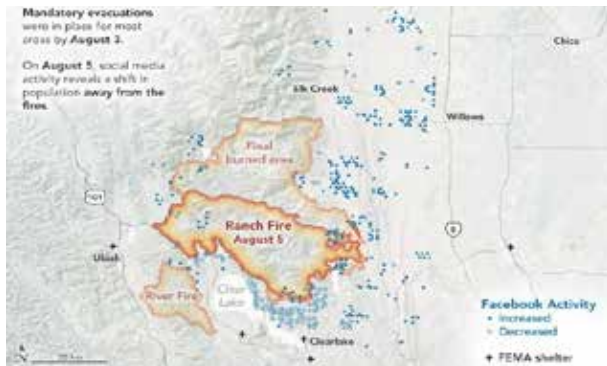 Mandatory evacuations
were in place for most
areas by August 3.
On August 5, social media
activity reveals a shift in
population away from the
fires.
Chico
Elk Creek
Willows
Final
burned area
101
Ranch Fire
August 5
5
Ukiah
River Fire
Clear
Lake
Clearlake
Facebook Activity
Increased
Decreased
FEMA shelter
N